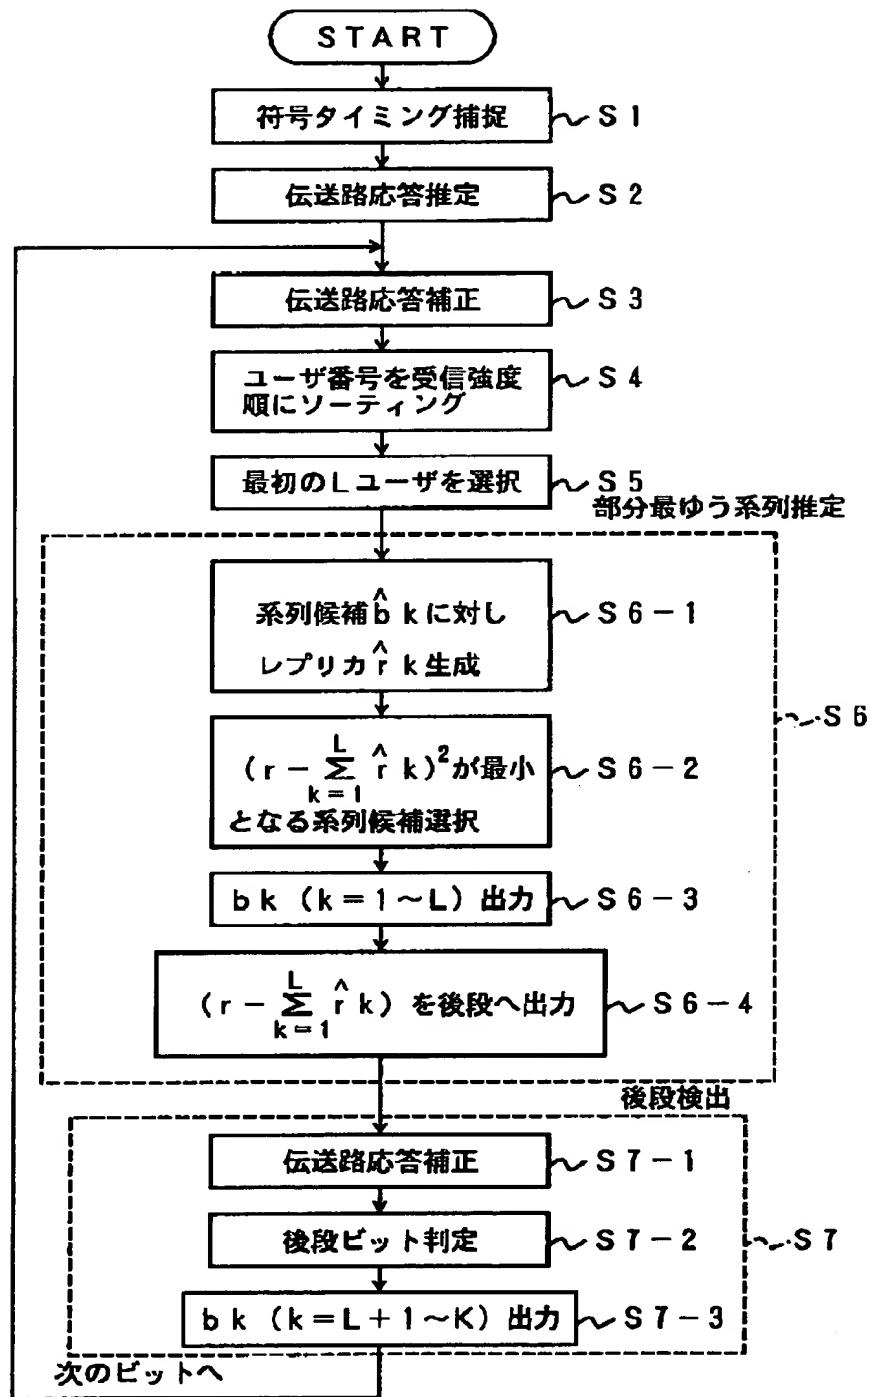 START
符号タイミング捕捉 S1
伝送路応答推定 S2
伝送路応答補正 S3
ユーザ番号を受信強度 S4
順にソーティング
最初のLユーザを選択 S5
部分最ゆう系列推定
系列候補b̂kに対し S6-1
レプリカr̂k生成
S6
(r-∑_{k=1}^{L} r̂k)²が最小 S6-2
となる系列候補選択
bk (k=1~L) 出力 S6-3
(r-∑_{k=1}^{L} r̂k) を後段へ出力 S6-4
後段検出
伝送路応答補正 S7-1
後段ビット判定 S7-2
S7
bk (k=L+1~K) 出力 S7-3
次のビットへ